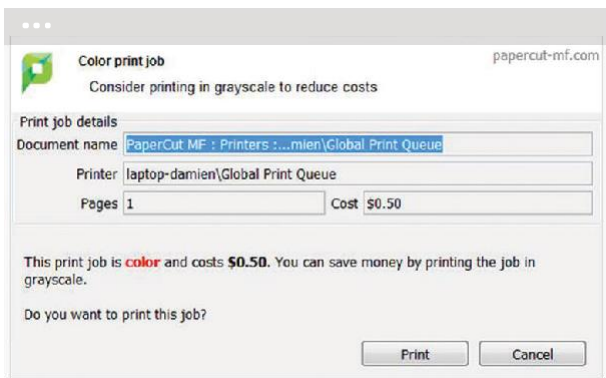 Color print job
papercut-mf.com
Consider printing in grayscale to reduce costs
Print job details
Document name PaperCut MF : Printers :...mien\Global Print Queue
Printer laptop-damien\Global Print Queue
Pages 1 Cost $0.50
This print job is color and costs $0.50. You can save money by printing the job in
grayscale.
Do you want to print this job?
Print Cancel